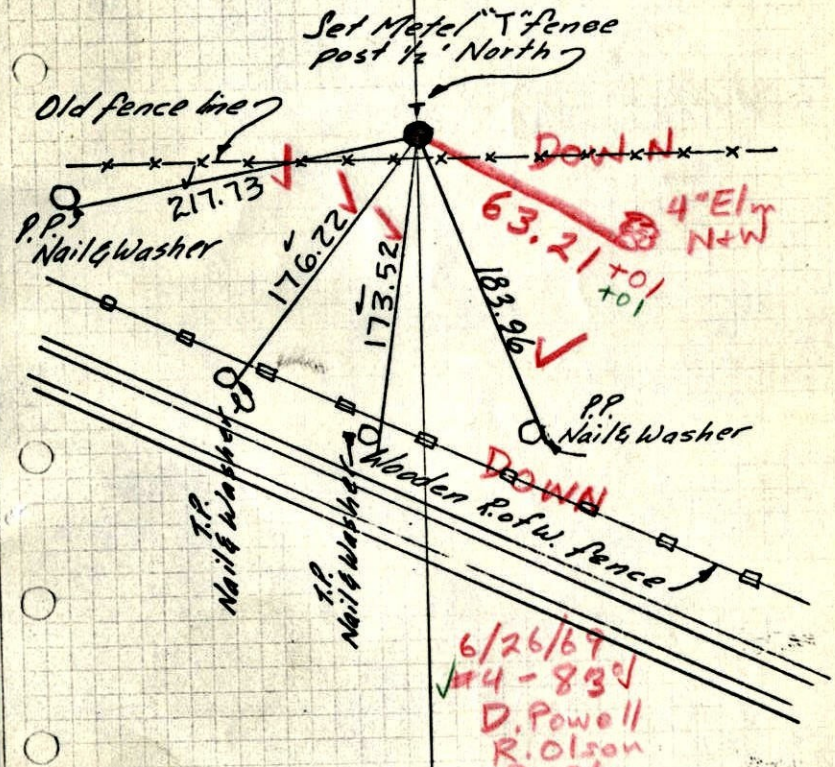 Set Metel "T" fence
post 1/2' North
T
Old fence line
DOWN
217.73
P.P.
Nail & Washer
176.22
173.52
183.96
63.21 +01
+01
4" Elm
N+W
P.P.
Nail & Washer
T.P.
Nail & Washer
T.P.
Nail & Washer
Wooden R.of W. fence
DOWN
6/26/69
4-83
D. Powell
R. Olson